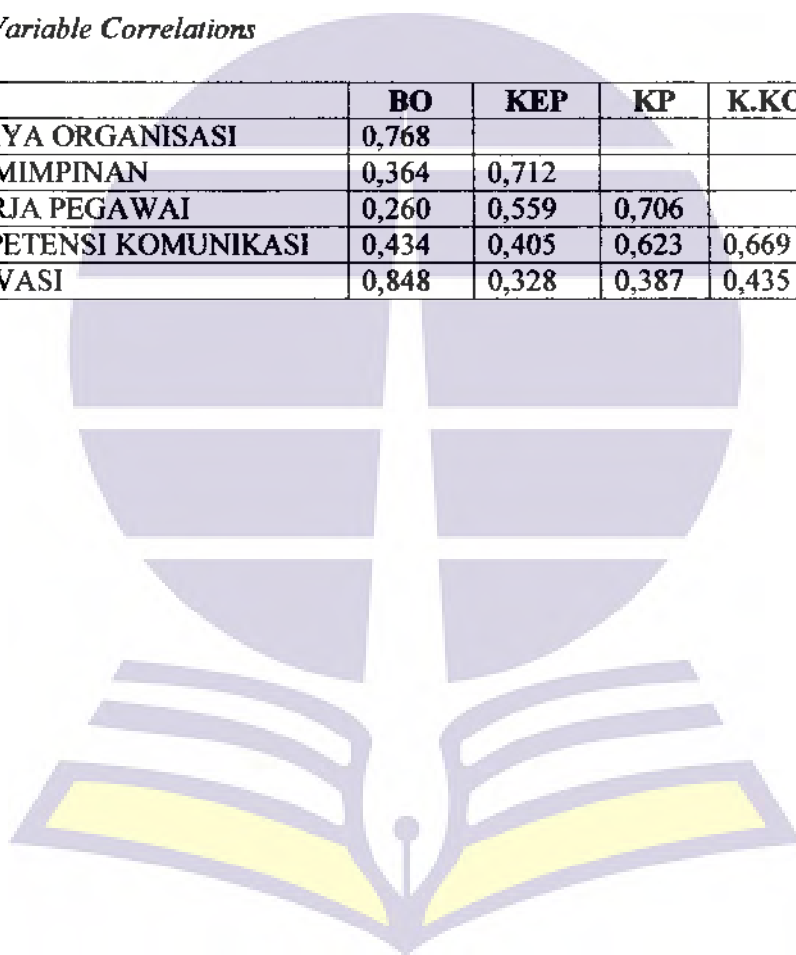 Variable Correlations
BO KEP KP K.KO
YA ORGANISASI 0,768
MIMPINAN 0,364 0,712
RJA PEGAWAI 0,260 0,559 0,706
PETENSI KOMUNIKASI 0,434 0,405 0,623 0,669
VASI 0,848 0,328 0,387 0,435